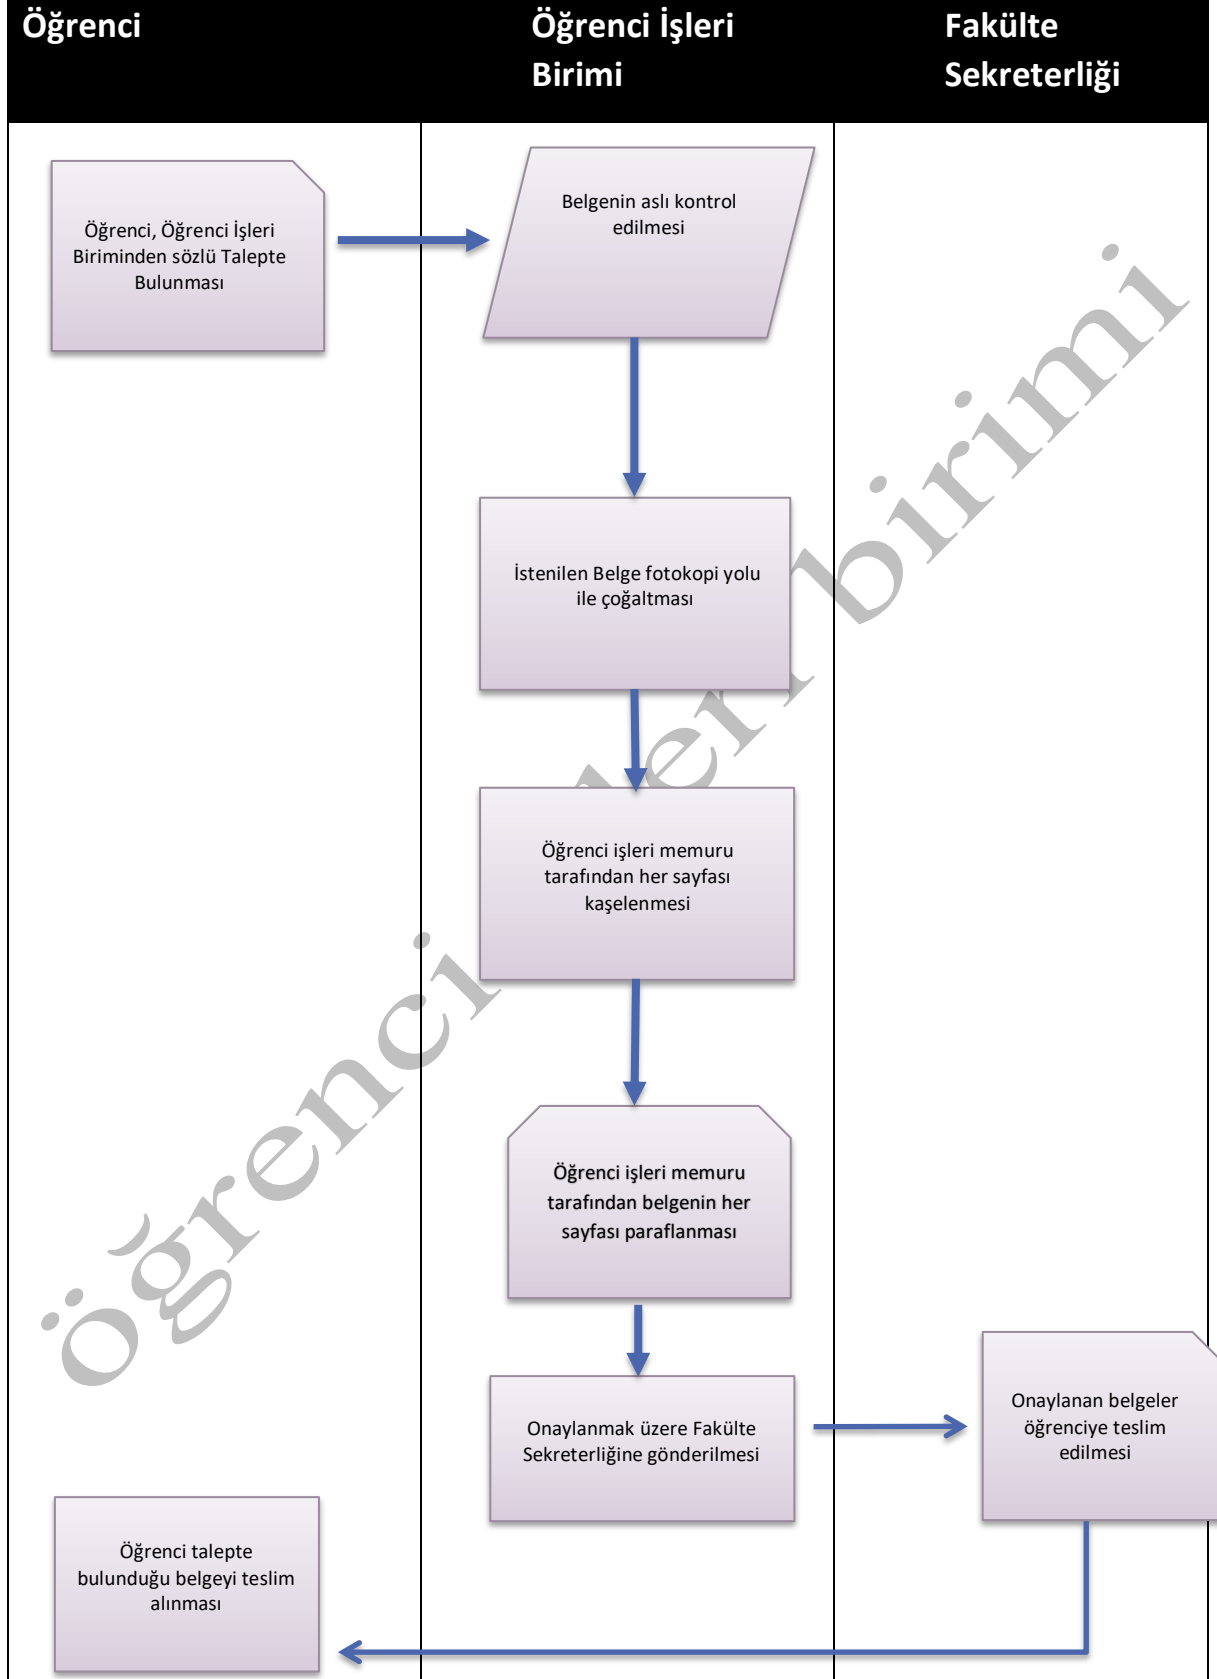 Öğrenci
Öğrenci İşleri
Birimi
Fakülte
Sekreterliği
Öğrenci, Öğrenci İşleri
Biriminden sözlü Talepte
Bulunması
Belgenin aslı kontrol
edilmesi
İstenilen Belge fotokopi yolu
ile çoğaltması
Öğrenci işleri memuru
tarafından her sayfası
kaşelenmesi
Öğrenci işleri memuru
tarafından belgenin her
sayfası paraflanması
Onaylanmak üzere Fakülte
Sekreterliğine gönderilmesi
Onaylanan belgeler
öğrenciye teslim
edilmesi
Öğrenci talepte
bulunduğu belgeyi teslim
alınması
öğrenci birimi